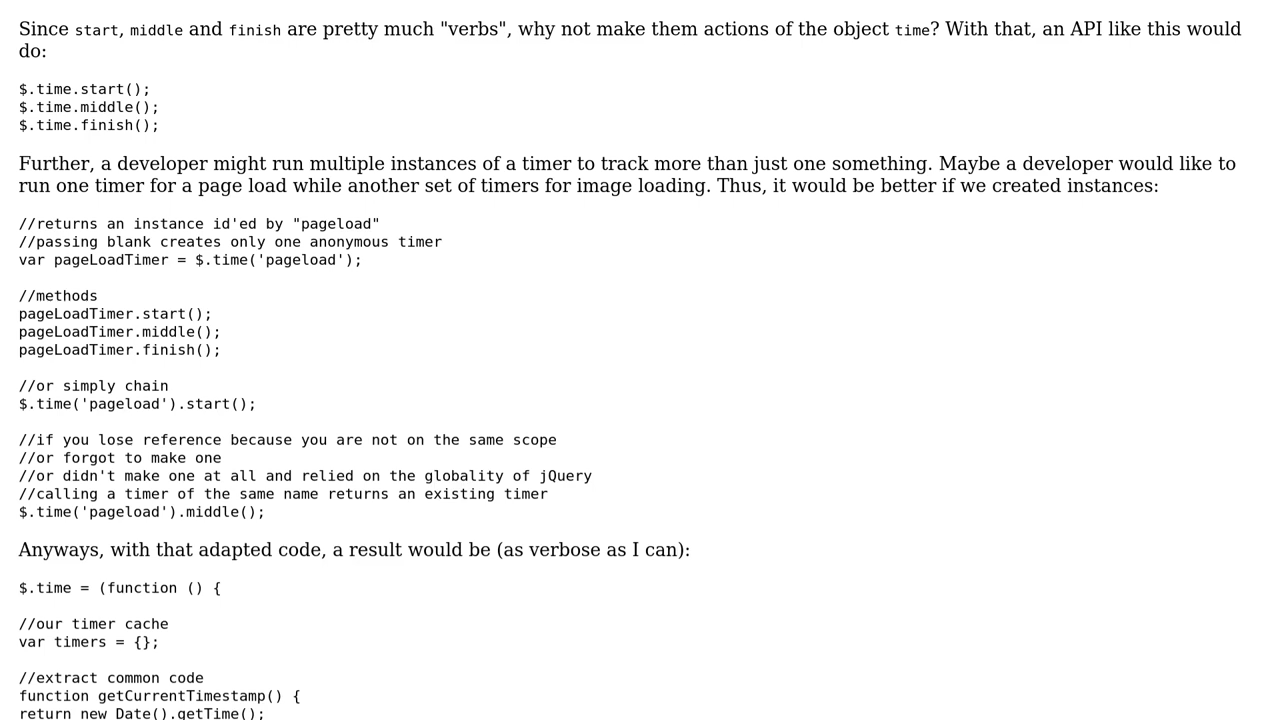 Since start, middle and finish are pretty much "verbs", why not make them actions of the object time? With that, an API like this would
do:
$.time.start();
$.time.middle();
$.time.finish();
Further, a developer might run multiple instances of a timer to track more than just one something. Maybe a developer would like to
run one timer for a page load while another set of timers for image loading. Thus, it would be better if we created instances:
//returns an instance id'ed by "pageload"
//passing blank creates only one anonymous timer
var pageLoadTimer = $.time('pageload');
//methods
pageLoadTimer.start();
pageLoadTimer.middle();
pageLoadTimer.finish();
//or simply chain
$.time('pageload').start();
//if you lose reference because you are not on the same scope
//or forgot to make one
//or didn't make one at all and relied on the globality of jQuery
//calling a timer of the same name returns an existing timer
$.time('pageload').middle();
Anyways, with that adapted code, a result would be (as verbose as I can):
$.time = (function () {
//our timer cache
var timers = {};
//extract common code
function getCurrentTimestamp() {
return new Date().getTime();